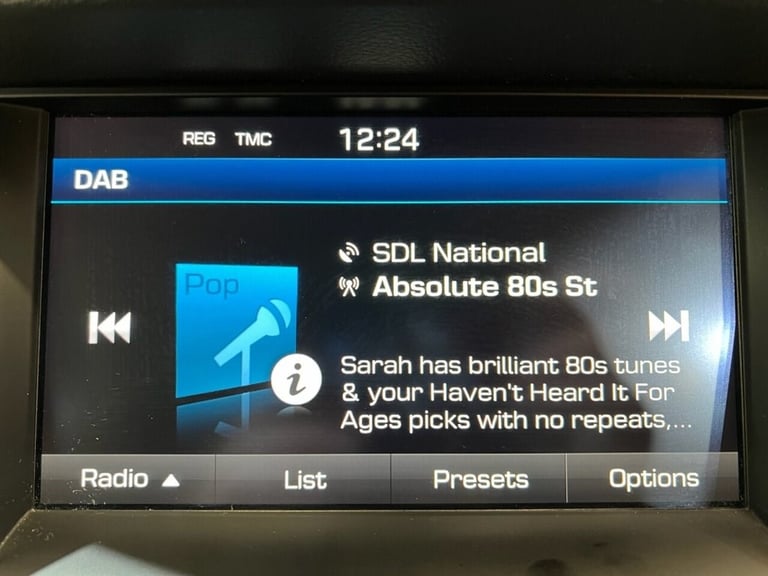 REG TMC 12:24
DAB
SDL National
Absolute 80s St
Pop
i
Sarah has brilliant 80s tunes
& your Haven't Heard It For
Ages picks with no repeats,...
Radio ▲ List Presets Options